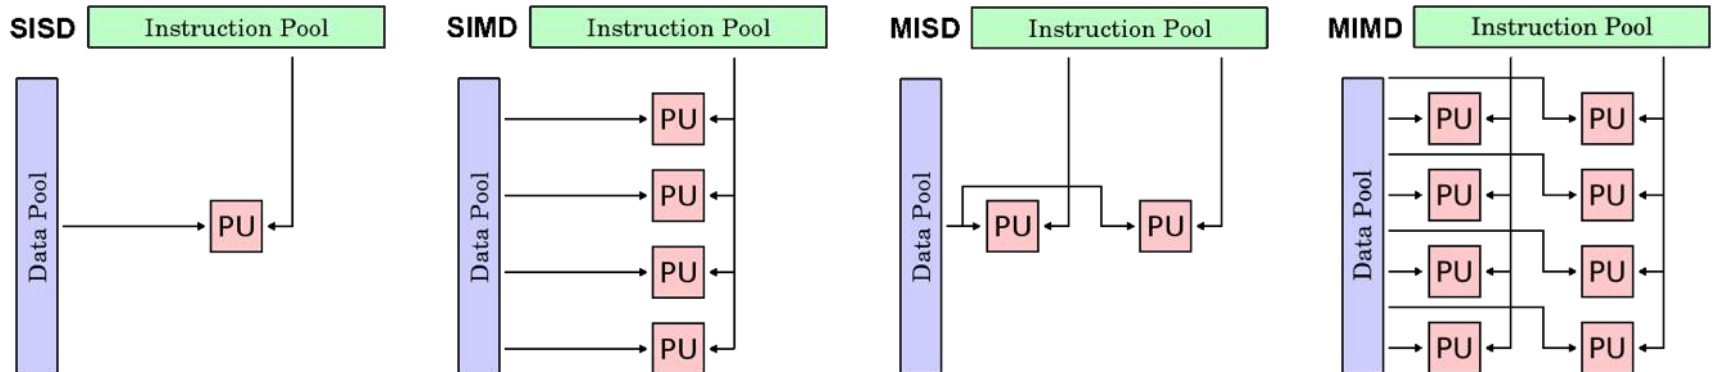 SISD Instruction Pool
Data Pool
PU
SIMD Instruction Pool
Data Pool
PU
PU
PU
PU
MISD Instruction Pool
Data Pool
PU PU
MIMD Instruction Pool
Data Pool
PU PU
PU PU
PU PU
PU PU